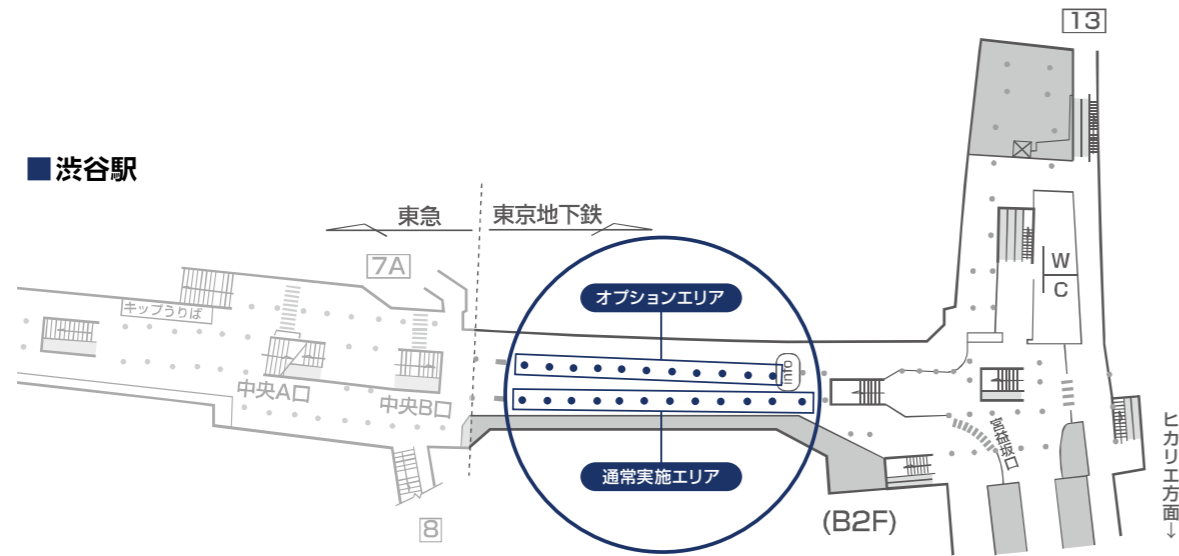 13
■渋谷駅
東急
東京地下鉄
7A
キップうりば
オプションエリア
W
C
info
中央A口
中央B口
宮益坂口
通常実施エリア
ヒカリエ方面→
8
(B2F)